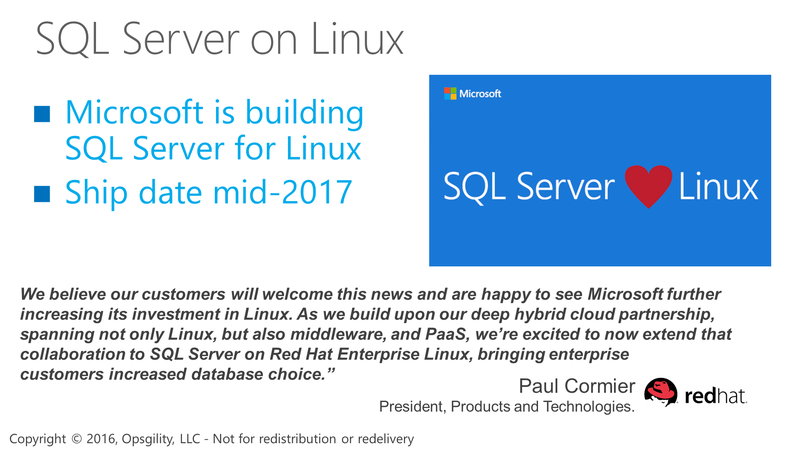 SQL Server on Linux
■ Microsoft is building
SQL Server for Linux
■ Ship date mid-2017
Microsoft
SQL Server ❤ Linux
We believe our customers will welcome this news and are happy to see Microsoft further
increasing its investment in Linux. As we build upon our deep hybrid cloud partnership,
spanning not only Linux, but also middleware, and PaaS, we’re excited to now extend that
collaboration to SQL Server on Red Hat Enterprise Linux, bringing enterprise
customers increased database choice.”
Paul Cormier
President, Products and Technologies.
redhat.
Copyright © 2016, Opsgility, LLC - Not for redistribution or redelivery